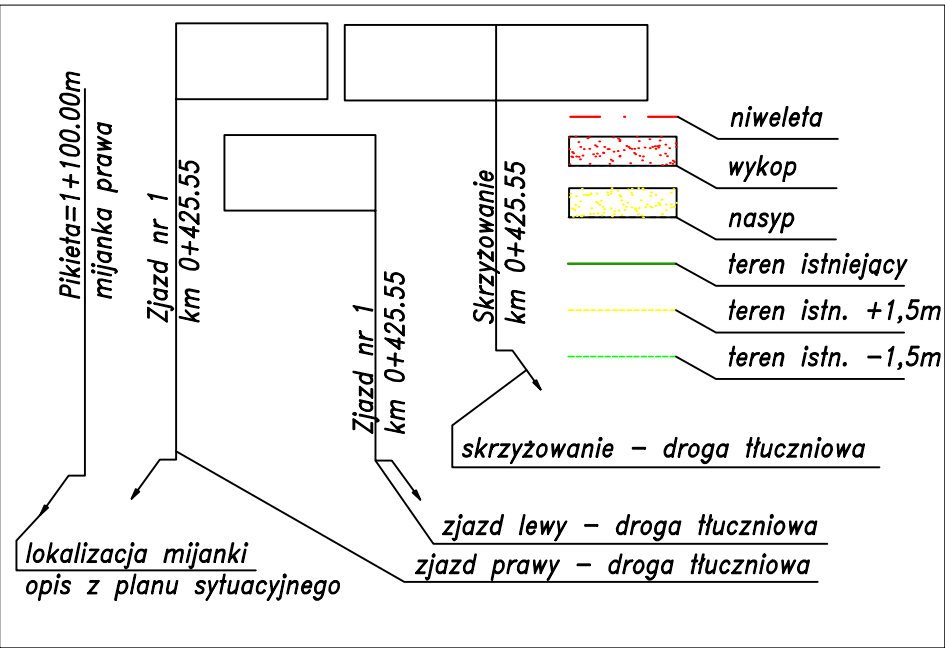 Pikieta=1+100.00m
mijanka prawa
Zjazd nr 1
km 0+425.55
Zjazd nr 1
km 0+425.55
Skrzyżowanie
km 0+425.55
niweleta
wykop
nasyp
teren istniejący
teren istn. +1,5m
teren istn. -1,5m
skrzyżowanie - droga tłuczniowa
zjazd lewy - droga tłuczniowa
zjazd prawy - droga tłuczniowa
lokalizacja mijanki
opis z planu sytuacyjnego